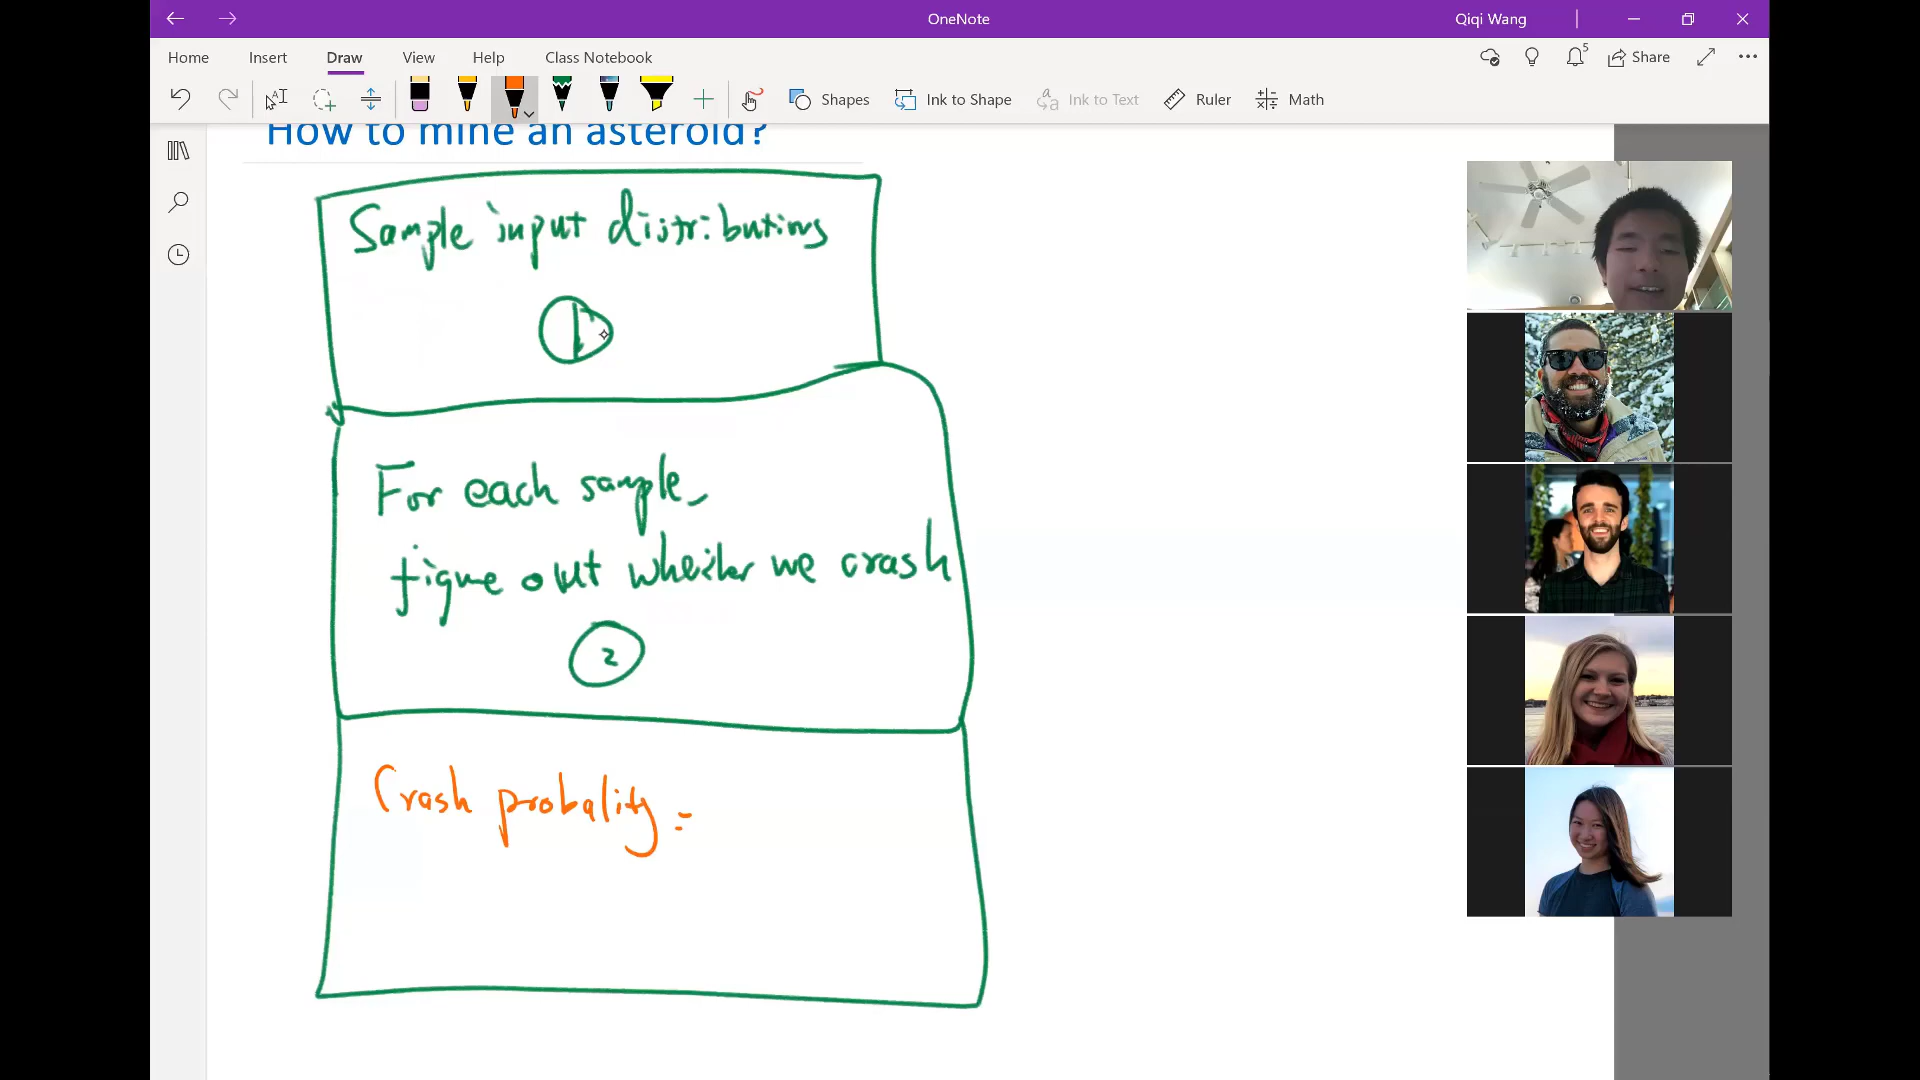 OneNote
Qiqi Wang
Home Insert Draw View Help Class Notebook
5 Share
Shapes Ink to Shape Ink to Text Ruler Math
How to mine an asteroid?
Sample input distributions
1
For each sample,
figure out whether we crash
2
Crash probality =